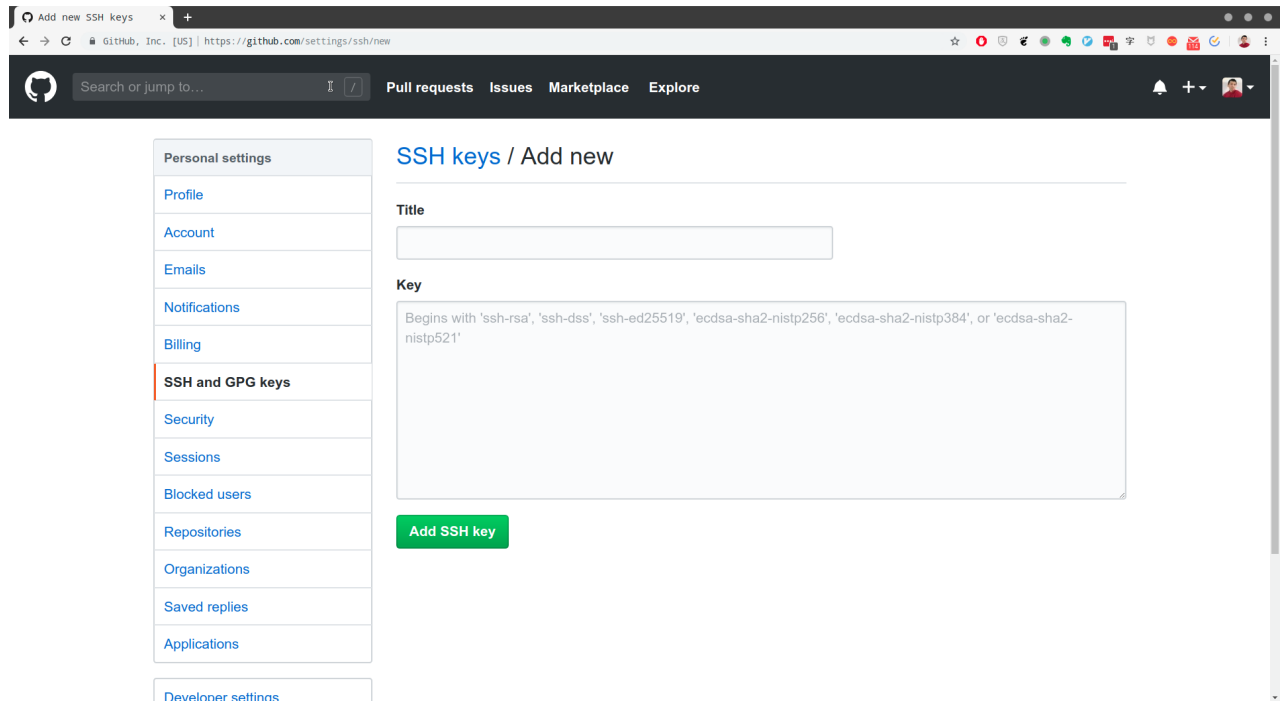 Add new SSH keys
GitHub, Inc. [US] | https://github.com/settings/ssh/new
114
Search or jump to…
/
Pull requests Issues Marketplace Explore
Personal settings
Profile
Account
Emails
Notifications
Billing
SSH and GPG keys
Security
Sessions
Blocked users
Repositories
Organizations
Saved replies
Applications
Developer settings
SSH keys / Add new
Title
Key
Begins with 'ssh-rsa', 'ssh-dss', 'ssh-ed25519', 'ecdsa-sha2-nistp256', 'ecdsa-sha2-nistp384', or 'ecdsa-sha2-
nistp521'
Add SSH key